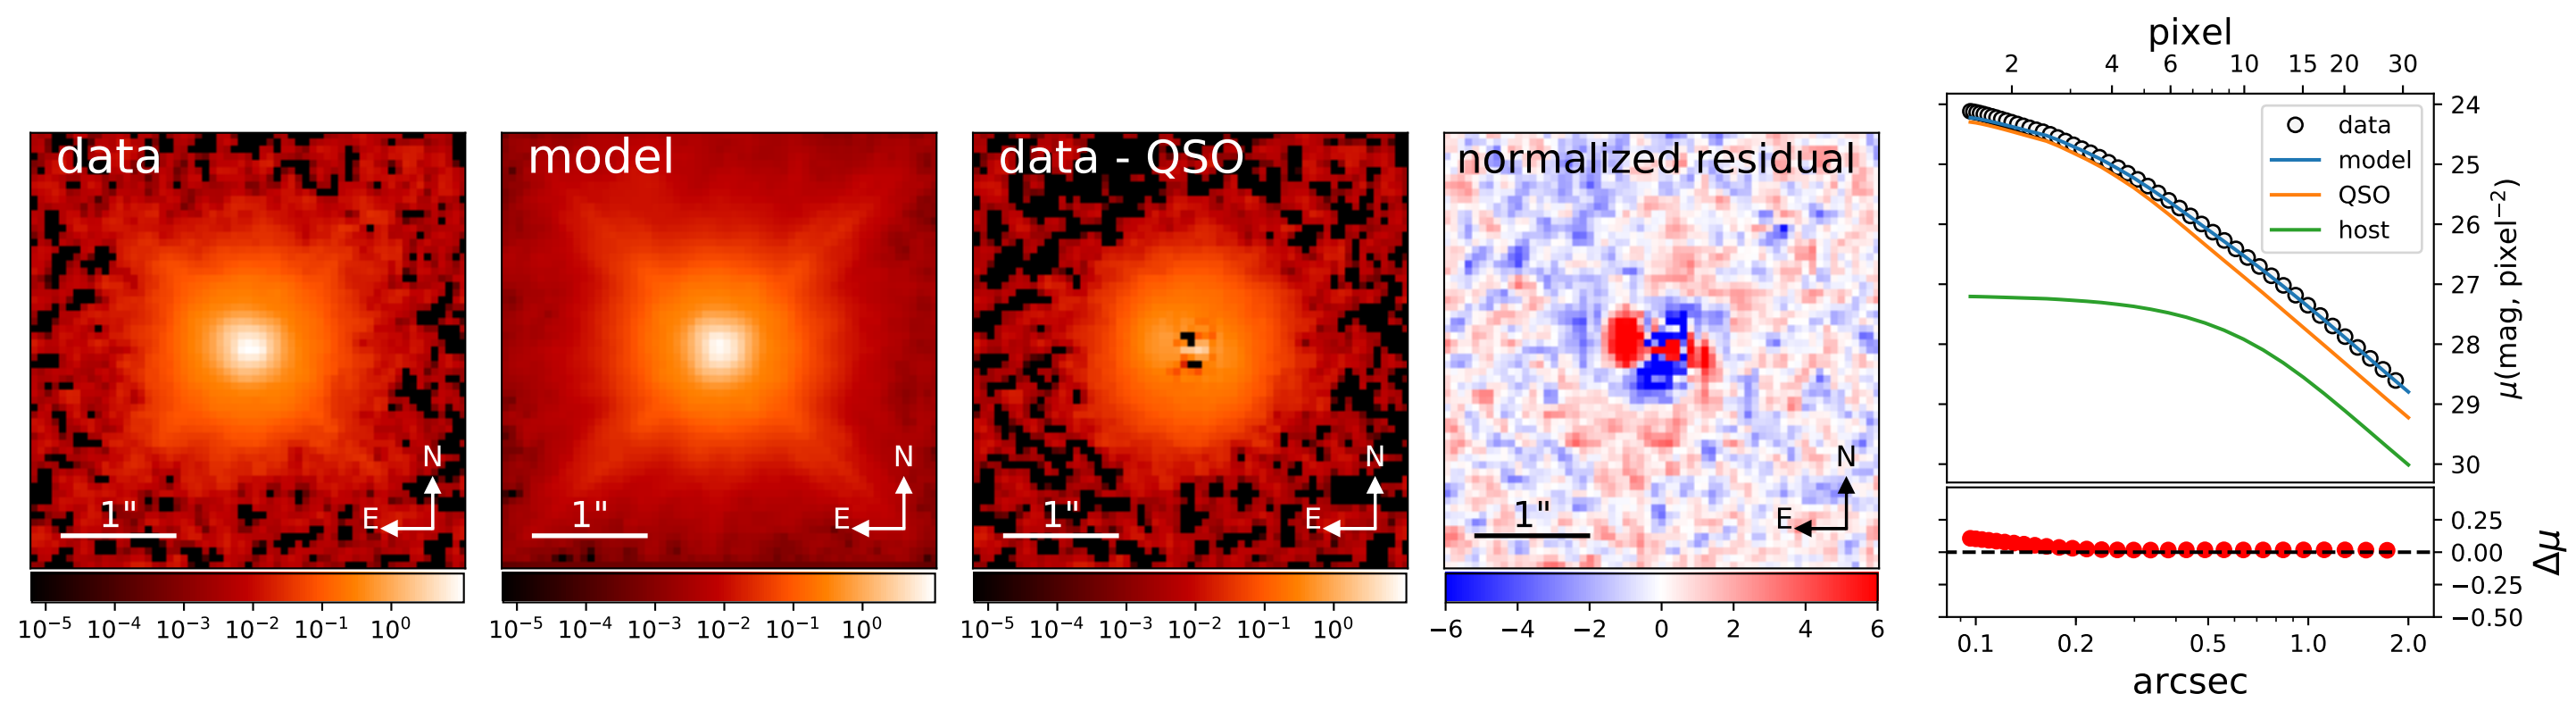 data
N
E
1"
10⁻⁵ 10⁻⁴ 10⁻³ 10⁻² 10⁻¹ 10⁰
model
N
E
1"
10⁻⁵ 10⁻⁴ 10⁻³ 10⁻² 10⁻¹ 10⁰
data - QSO
N
E
1"
10⁻⁵ 10⁻⁴ 10⁻³ 10⁻² 10⁻¹ 10⁰
normalized residual
N
E
1"
−6 −4 −2 0 2 4 6
pixel
2 4 6 10 15 20 30
data
model
QSO
host
24
25
26
27
28
29
30
μ(mag, pixel⁻²)
0.25
0.00
−0.25
−0.50
Δμ
0.1 0.2 0.5 1.0 2.0
arcsec